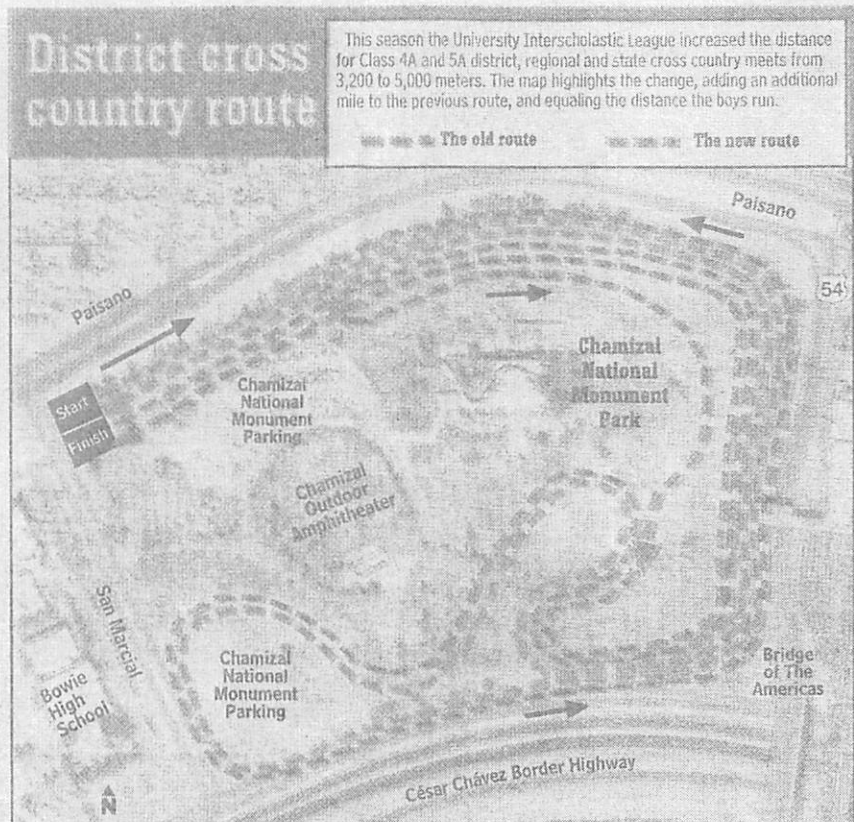 District cross
country route
This season the University Interscholastic League increased the distance
for Class 4A and 5A district, regional and state cross country meets from
3,200 to 5,000 meters. The map highlights the change, adding an additional
mile to the previous route, and equaling the distance the boys run.
The old route
The new route
Paisano
54
Paisano
Start
Finish
Chamizal
National
Monument
Parking
Chamizal
National
Monument
Park
Chamizal
Outdoor
Amphitheater
San Marcial
Bowie
High
School
Chamizal
National
Monument
Parking
Bridge
of The
Americas
César Chávez Border Highway
N